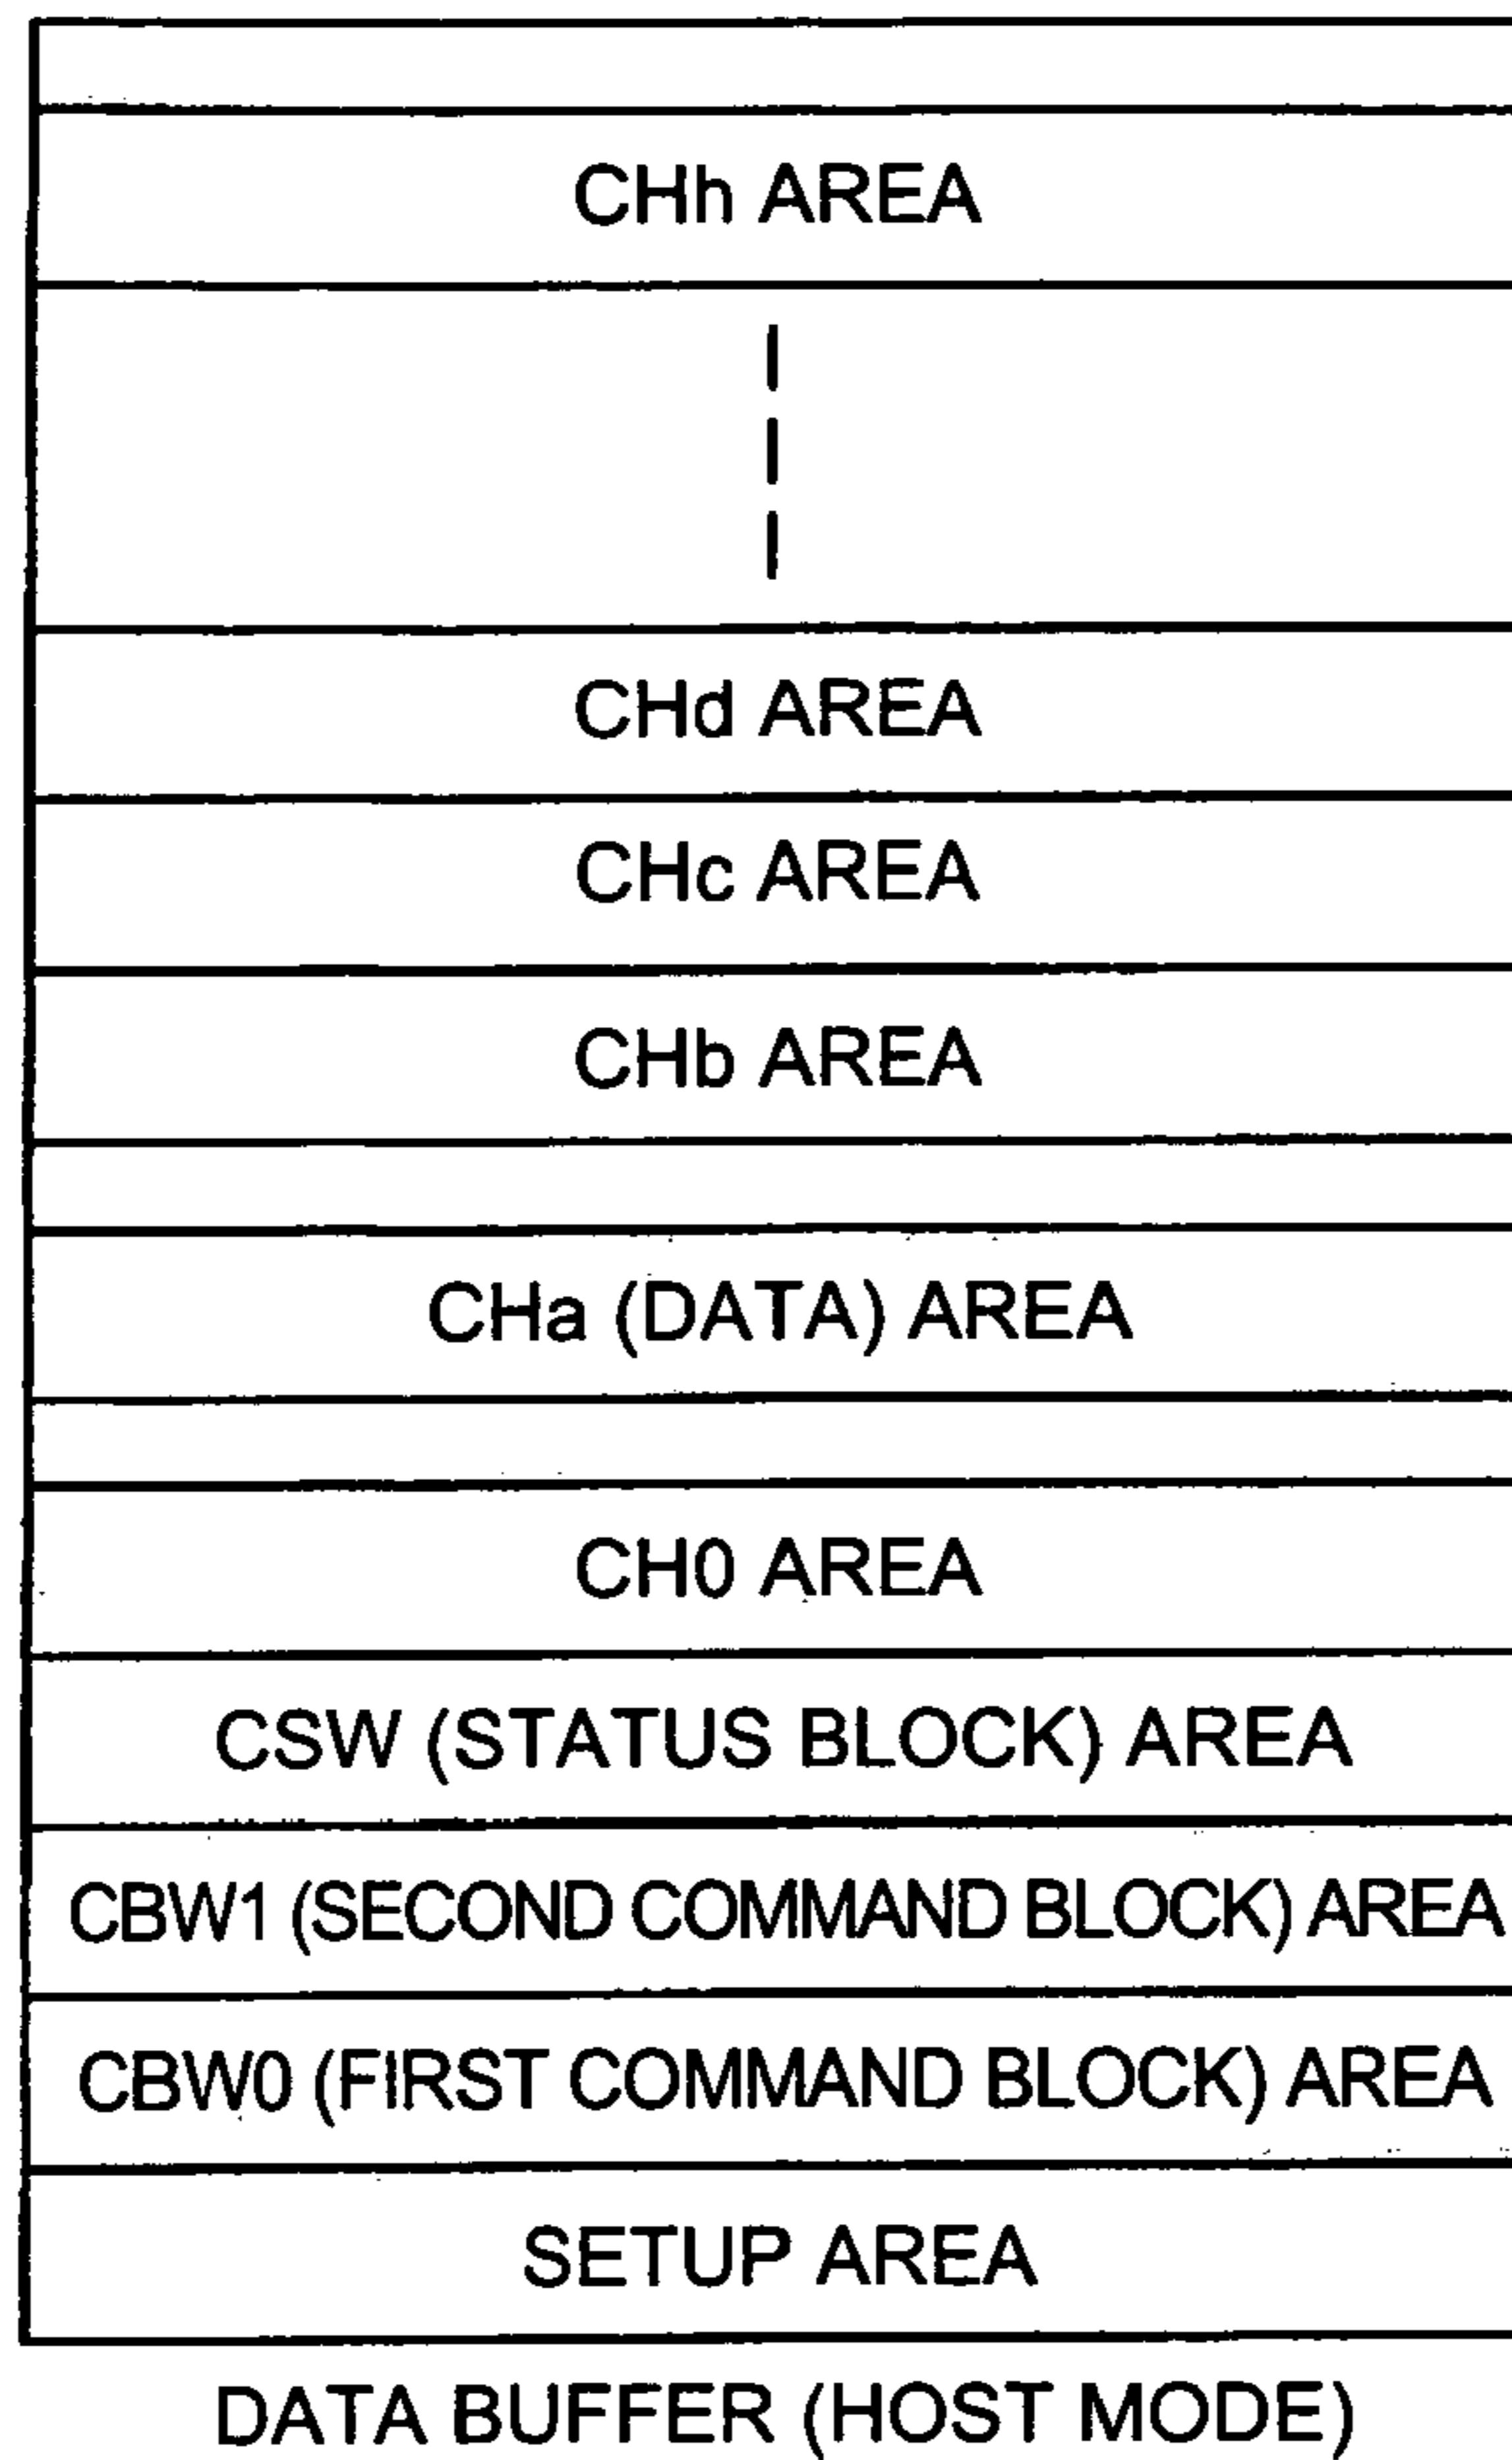 CHh AREA
CHd AREA
CHc AREA
CHb AREA
CHa (DATA) AREA
CH0 AREA
CSW (STATUS BLOCK) AREA
CBW1 (SECOND COMMAND BLOCK) AREA
CBW0 (FIRST COMMAND BLOCK) AREA
SETUP AREA
DATA BUFFER (HOST MODE)